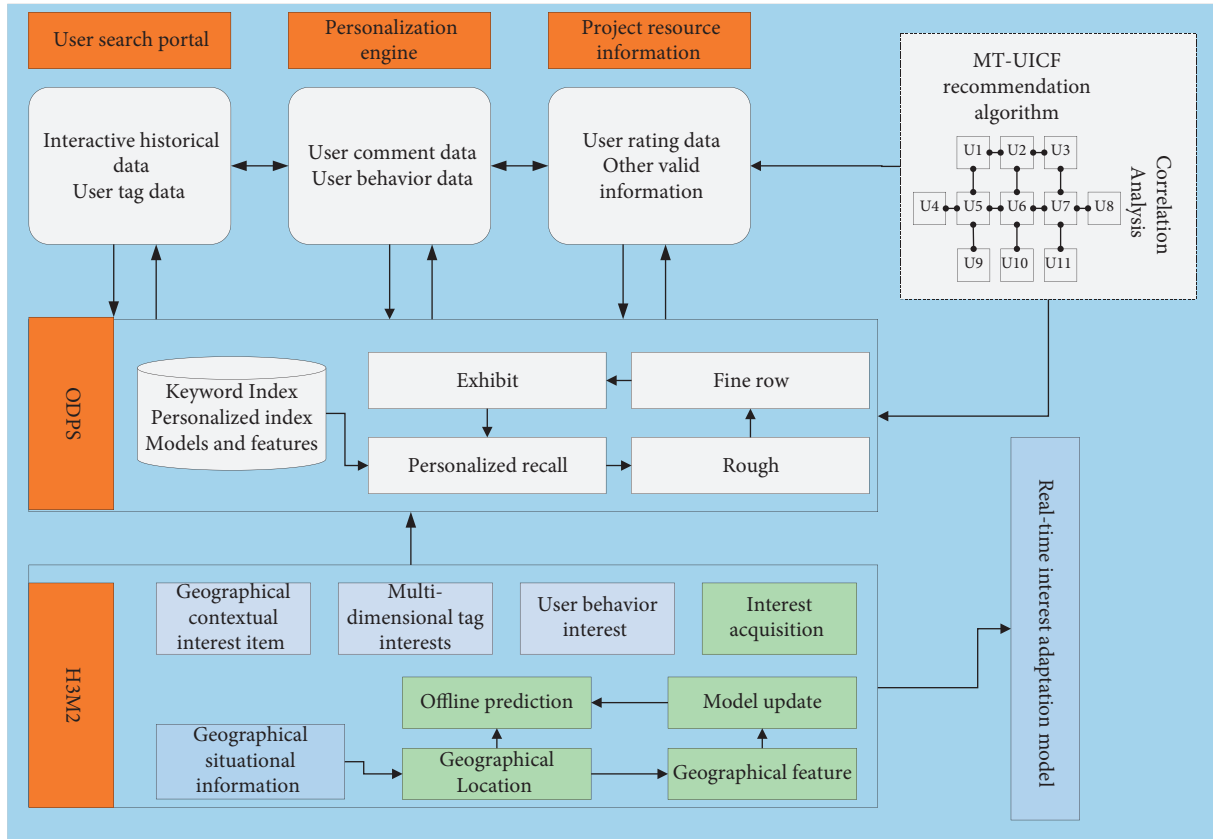 User search portal
Personalization
engine
Project resource
information
MT-UICF
recommendation
algorithm
U1
U2
U3
U4
U5
U6
U7
U8
U9
U10
U11
Correlation
Analysis
Interactive historical
data
User tag data
User comment data
User behavior data
User rating data
Other valid
information
ODPS
Keyword Index
Personalized index
Models and features
Exhibit
Fine row
Personalized recall
Rough
H3M2
Geographical
contextual
interest item
Multi-
dimensional tag
interests
User behavior
interest
Interest
acquisition
Offline prediction
Model update
Geographical
situational
information
Geographical
Location
Geographical feature
Real-time interest adaptation model